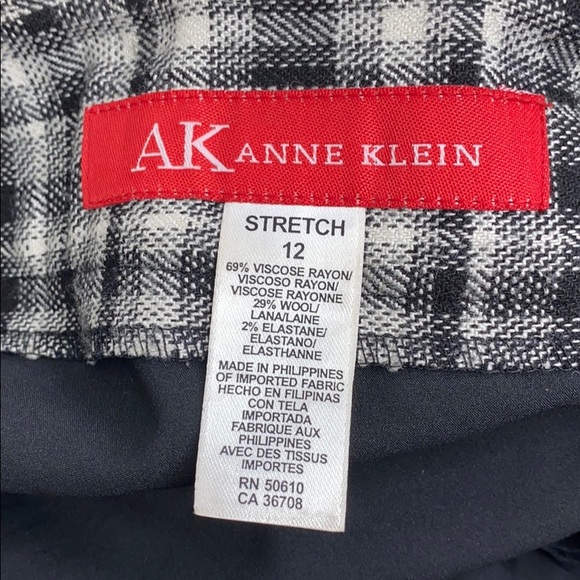 AK ANNE KLEIN
STRETCH
12
69% VISCOSE RAYON/
VISCOSO RAYON/
VISCOSE RAYONNE
29% WOOL/
LANA/LAINE
2% ELASTANE/
ELASTANO/
ELASTHANNE
MADE IN PHILIPPINES
OF IMPORTED FABRIC
HECHO EN FILIPINAS
CON TELA
IMPORTADA
FABRIQUE AUX
PHILIPPINES
AVEC DES TISSUS
IMPORTES
RN 50610
CA 36708